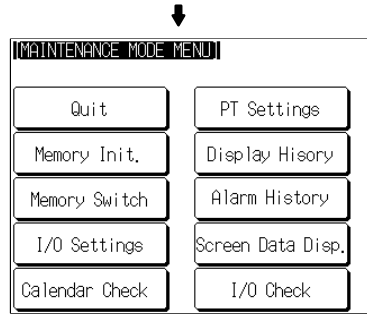 [MAINTENANCE MODE MENU]
Quit
PT Settings
Memory Init.
Display Hisory
Memory Switch
Alarm History
I/O Settings
Screen Data Disp.
Calendar Check
I/O Check